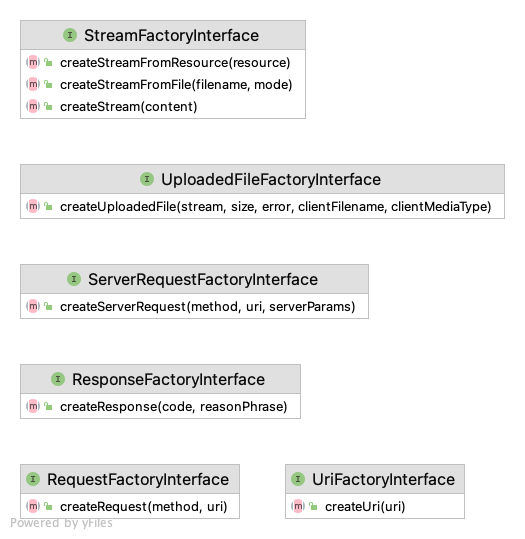 StreamFactoryInterface
createStreamFromResource(resource)
createStreamFromFile(filename, mode)
createStream(content)
UploadedFileFactoryInterface
createUploadedFile(stream, size, error, clientFilename, clientMediaType)
ServerRequestFactoryInterface
createServerRequest(method, uri, serverParams)
ResponseFactoryInterface
createResponse(code, reasonPhrase)
RequestFactoryInterface
createRequest(method, uri)
UriFactoryInterface
createUri(uri)
Powered by yFiles